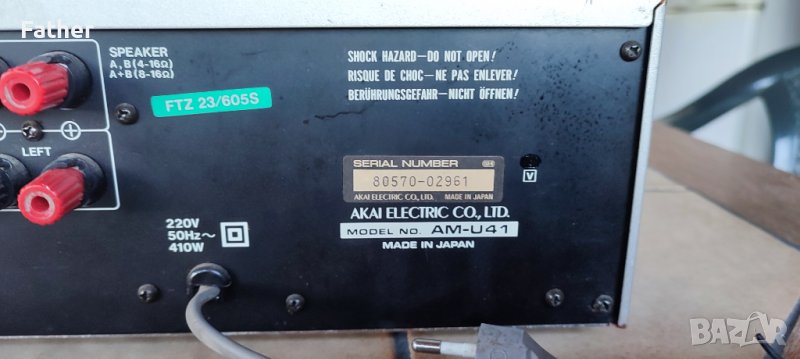 Father
SPEAKER
A, B (4-16Ω)
A+B (8-16Ω)
FTZ 23/605S
LEFT
SHOCK HAZARD—DO NOT OPEN!
RISQUE DE CHOC—NE PAS ENLEVER!
BERÜHRUNGSGEFAHR—NICHT ÖFFNEN!
SERIAL NUMBER
80570-02961
AKAI ELECTRIC CO., LTD. MADE IN JAPAN
V
AKAI ELECTRIC CO., LTD.
MODEL NO. AM-U41
MADE IN JAPAN
220V
50Hz~
410W
BAZAR
bg